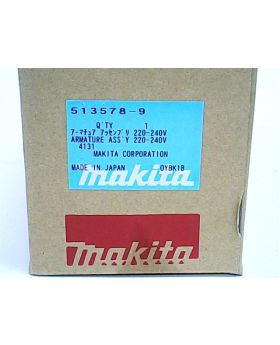 513578-9
Q'TY 1
アーマチュア アッセンブリ 220-240V
ARMATURE ASS'Y 220-240V
4131
MAKITA CORPORATION
MADE IN JAPAN OYBKIB
makita
makita